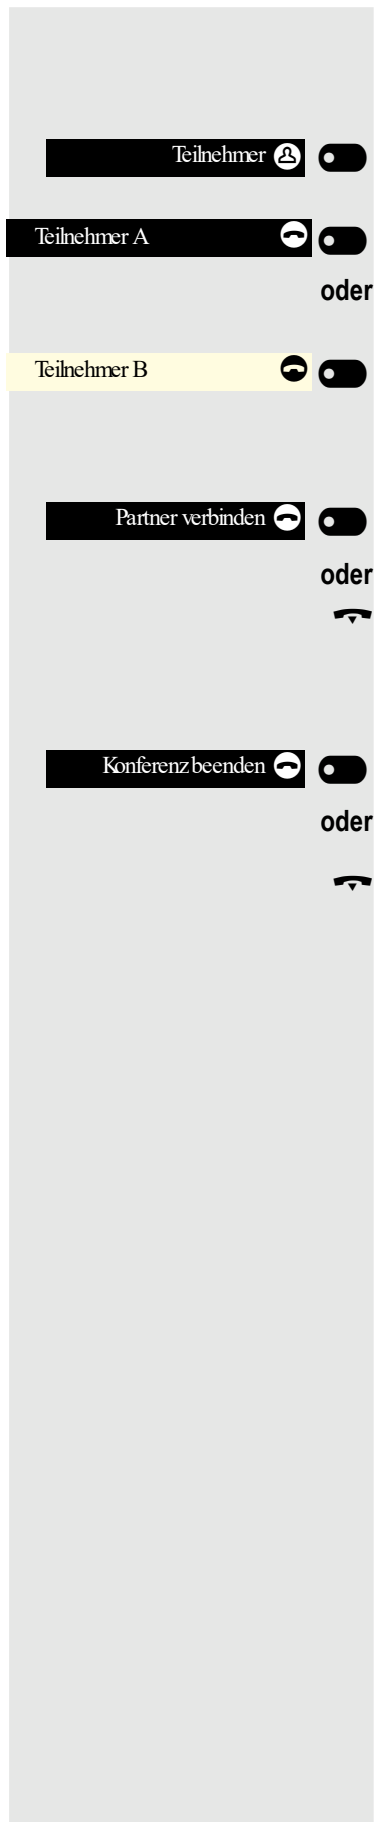 Teilnehmer
Teilnehmer A
oder
Teilnehmer B
Partner verbinden
oder
Konferenz beenden
oder